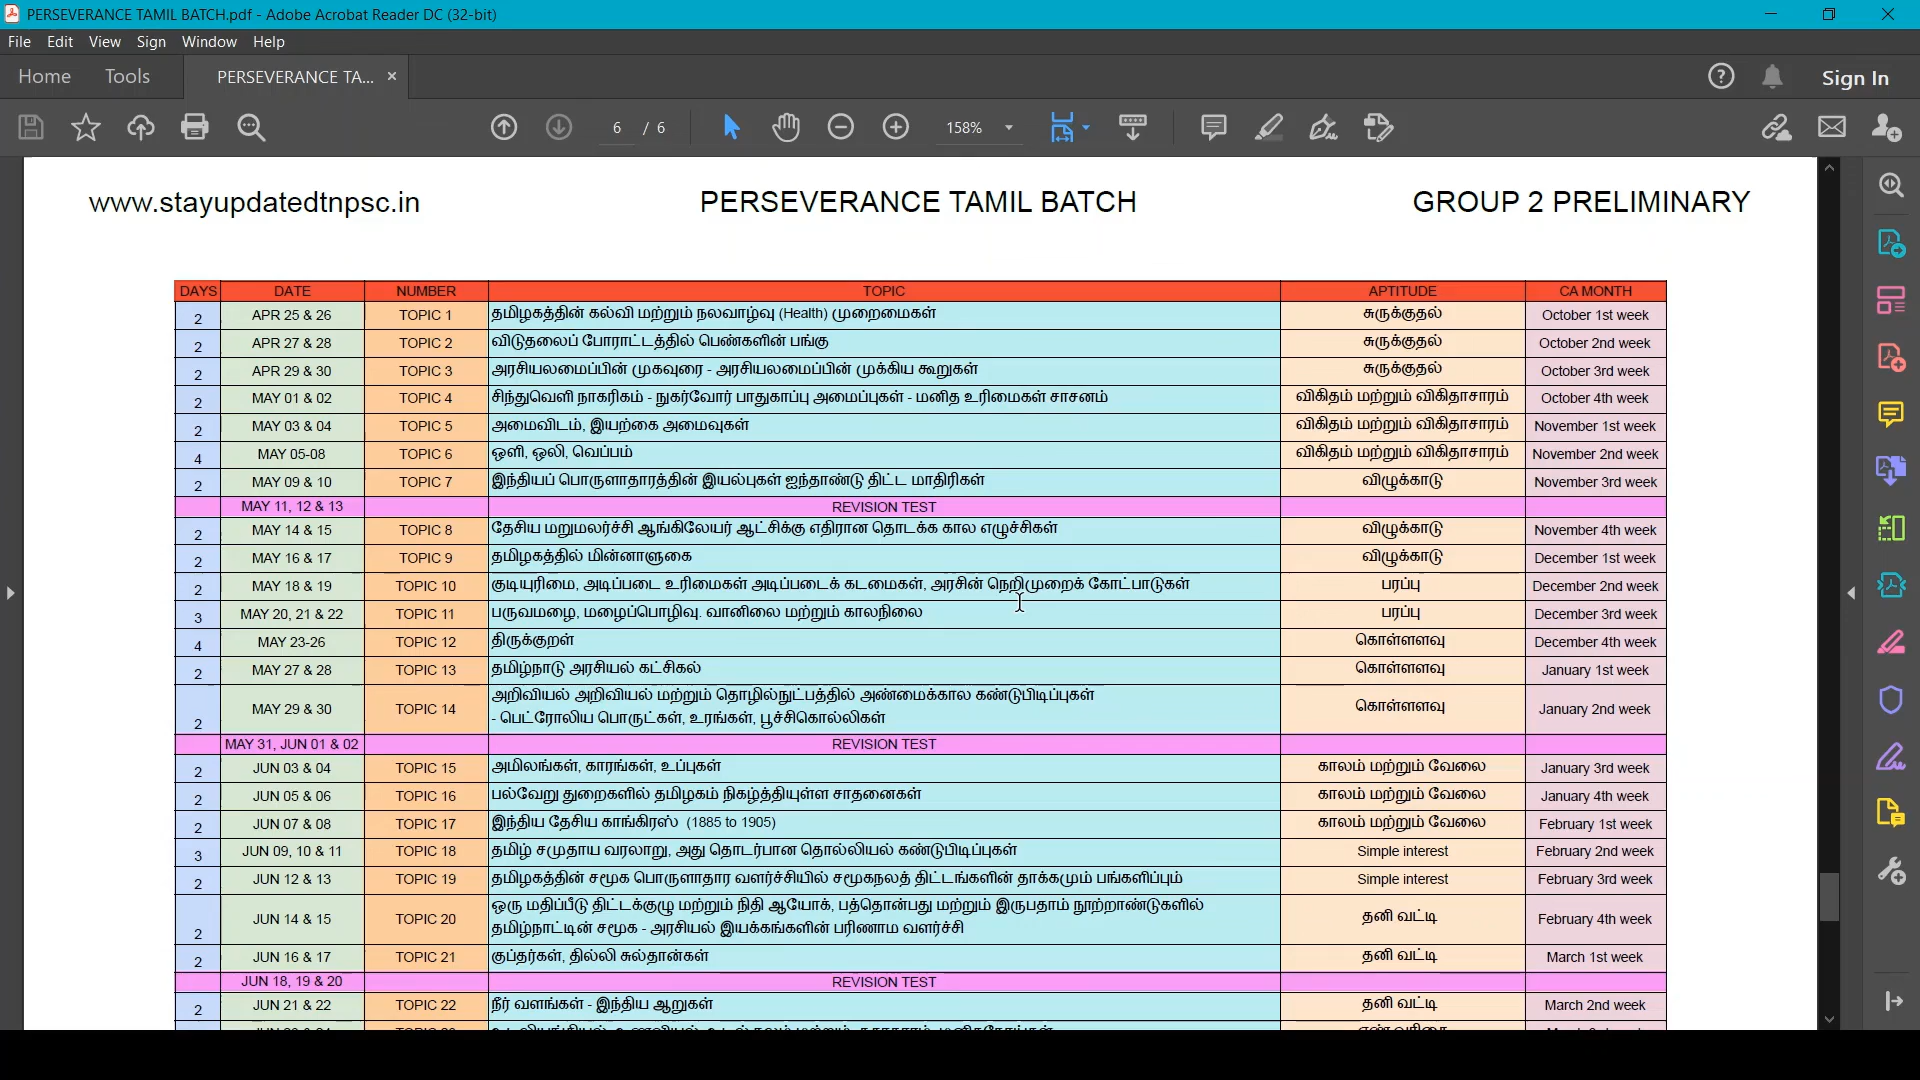 PERSEVERANCE TAMIL BATCH.pdf - Adobe Acrobat Reader DC (32-bit)
File Edit View Sign Window Help
Home Tools PERSEVERANCE TA... × Sign In
6 / 6 158%
www.stayupdatedtnpsc.in PERSEVERANCE TAMIL BATCH GROUP 2 PRELIMINARY
DAYS DATE NUMBER TOPIC APTITUDE CA MONTH
2 APR 25 & 26 TOPIC 1 தமிழகத்தின் கல்வி மற்றும் நலவாழ்வு (Health) முறைமைகள் சுருக்குதல் October 1st week
2 APR 27 & 28 TOPIC 2 விடுதலைப் போராட்டத்தில் பெண்களின் பங்கு சுருக்குதல் October 2nd week
2 APR 29 & 30 TOPIC 3 அரசியலமைப்பின் முகவுரை - அரசியலமைப்பின் முக்கிய கூறுகள் சுருக்குதல் October 3rd week
2 MAY 01 & 02 TOPIC 4 சிந்துவெளி நாகரிகம் - நுகர்வோர் பாதுகாப்பு அமைப்புகள் - மனித உரிமைகள் சாசனம் விகிதம் மற்றும் விகிதாசாரம் October 4th week
2 MAY 03 & 04 TOPIC 5 அமைவிடம், இயற்கை அமைவுகள் விகிதம் மற்றும் விகிதாசாரம் November 1st week
4 MAY 05-08 TOPIC 6 ஒளி, ஒலி, வெப்பம் விகிதம் மற்றும் விகிதாசாரம் November 2nd week
2 MAY 09 & 10 TOPIC 7 இந்தியப் பொருளாதாரத்தின் இயல்புகள் ஐந்தாண்டு திட்ட மாதிரிகள் விழுக்காடு November 3rd week
MAY 11, 12 & 13 REVISION TEST
2 MAY 14 & 15 TOPIC 8 தேசிய மறுமலர்ச்சி ஆங்கிலேயர் ஆட்சிக்கு எதிரான தொடக்க கால எழுச்சிகள் விழுக்காடு November 4th week
2 MAY 16 & 17 TOPIC 9 தமிழகத்தில் மின்னாளுகை விழுக்காடு December 1st week
2 MAY 18 & 19 TOPIC 10 குடியுரிமை, அடிப்படை உரிமைகள் அடிப்படைக் கடமைகள், அரசின் நெறிமுறைக் கோட்பாடுகள் பரப்பு December 2nd week
3 MAY 20, 21 & 22 TOPIC 11 பருவமழை, மழைப்பொழிவு. வானிலை மற்றும் காலநிலை பரப்பு December 3rd week
4 MAY 23-26 TOPIC 12 திருக்குறள் கொள்ளளவு December 4th week
2 MAY 27 & 28 TOPIC 13 தமிழ்நாடு அரசியல் கட்சிகல் கொள்ளளவு January 1st week
2 MAY 29 & 30 TOPIC 14 அறிவியல் அறிவியல் மற்றும் தொழில்நுட்பத்தில் அண்மைக்கால கண்டுபிடிப்புகள் கொள்ளளவு January 2nd week
- பெட்ரோலிய பொருட்கள், உரங்கள், பூச்சிகொல்லிகள்
MAY 31, JUN 01 & 02 REVISION TEST
2 JUN 03 & 04 TOPIC 15 அமிலங்கள், காரங்கள், உப்புகள் காலம் மற்றும் வேலை January 3rd week
2 JUN 05 & 06 TOPIC 16 பல்வேறு துறைகளில் தமிழகம் நிகழ்த்தியுள்ள சாதனைகள் காலம் மற்றும் வேலை January 4th week
2 JUN 07 & 08 TOPIC 17 இந்திய தேசிய காங்கிரஸ் (1885 to 1905) காலம் மற்றும் வேலை February 1st week
3 JUN 09, 10 & 11 TOPIC 18 தமிழ் சமுதாய வரலாறு, அது தொடர்பான தொல்லியல் கண்டுபிடிப்புகள் Simple interest February 2nd week
2 JUN 12 & 13 TOPIC 19 தமிழகத்தின் சமூக பொருளாதார வளர்ச்சியில் சமூகநலத் திட்டங்களின் தாக்கமும் பங்களிப்பும் Simple interest February 3rd week
2 JUN 14 & 15 TOPIC 20 ஒரு மதிப்பீடு திட்டக்குழு மற்றும் நிதி ஆயோக், பத்தொன்பது மற்றும் இருபதாம் நூற்றாண்டுகளில் தனி வட்டி February 4th week
தமிழ்நாட்டின் சமூக - அரசியல் இயக்கங்களின் பரிணாம வளர்ச்சி
2 JUN 16 & 17 TOPIC 21 குப்தர்கள், தில்லி சுல்தான்கள் தனி வட்டி March 1st week
JUN 18, 19 & 20 REVISION TEST
2 JUN 21 & 22 TOPIC 22 நீர் வளங்கள் - இந்திய ஆறுகள் தனி வட்டி March 2nd week